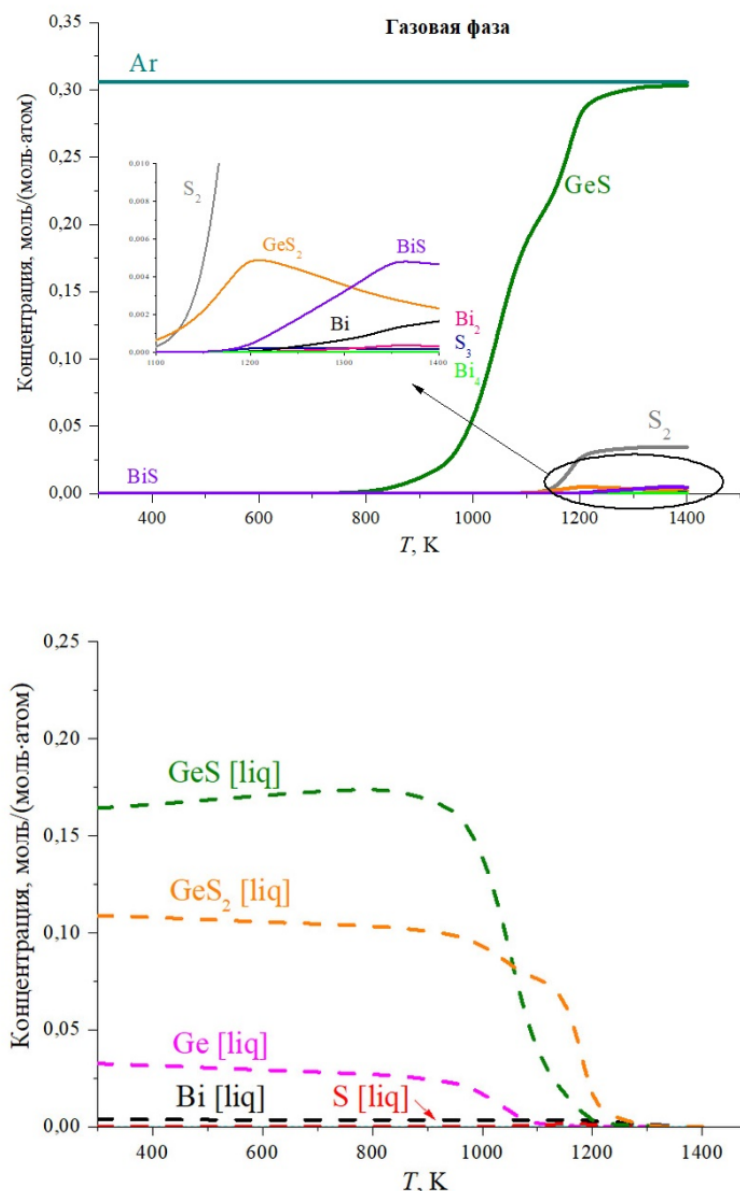 Газовая фаза
Концентрация, моль/(моль·атом)
0,35
0,30
0,25
0,20
0,15
0,10
0,05
0,00
Ar
GeS
S₂
BiS
400
600
800
1000
1200
1400
T, K
0,010
0,008
0,006
0,004
0,002
0,000
S₂
GeS₂
BiS
Bi
Bi₂
S₃
Bi₄
1100
1200
1300
1400
Концентрация, моль/(моль·атом)
0,25
0,20
0,15
0,10
0,05
0,00
GeS [liq]
GeS₂ [liq]
Ge [liq]
Bi [liq]
S [liq]
400
600
800
1000
1200
1400
T, K